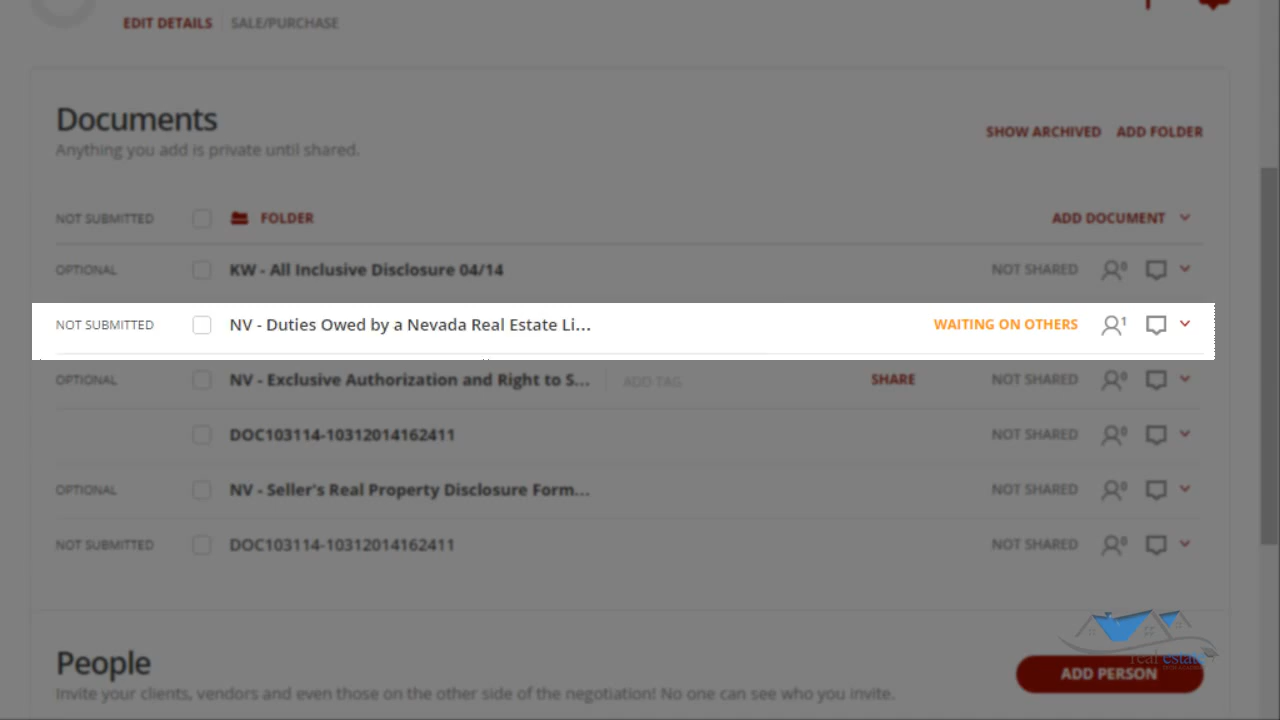 EDIT DETAILS SALE/PURCHASE
Documents
Anything you add is private until shared.
SHOW ARCHIVED ADD FOLDER
NOT SUBMITTED FOLDER ADD DOCUMENT
OPTIONAL KW - All Inclusive Disclosure 04/14 NOT SHARED 0
NOT SUBMITTED NV - Duties Owed by a Nevada Real Estate Li... WAITING ON OTHERS 1
OPTIONAL NV - Exclusive Authorization and Right to S... ADD TAG SHARE NOT SHARED 0
DOC103114-10312014162411 NOT SHARED 0
OPTIONAL NV - Seller's Real Property Disclosure Form... NOT SHARED 0
NOT SUBMITTED DOC103114-10312014162411 NOT SHARED 0
People
Invite your clients, vendors and even those on the other side of the negotiation! No one can see who you invite.
real estate
ADD PERSON